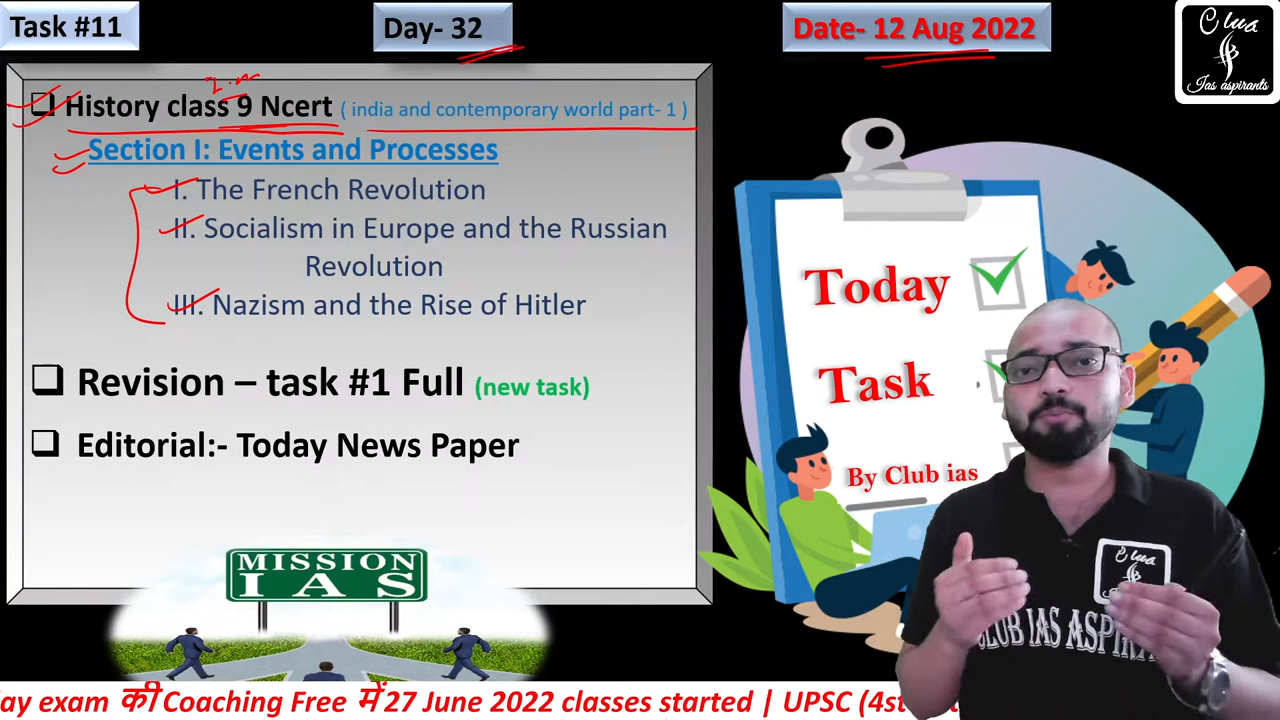 Task #11
Day- 32
Date- 12 Aug 2022
Club
Ias aspirants
History class 9 Ncert ( india and contemporary world part- 1 )
Section I: Events and Processes
I. The French Revolution
II. Socialism in Europe and the Russian
Revolution
III. Nazism and the Rise of Hitler
Revision – task #1 Full (new task)
Editorial:- Today News Paper
Today
Task
By Club ias
MISSION
IAS
CLUB IAS
ay exam की Coaching Free में 27 June 2022 classes started | UPSC (4st